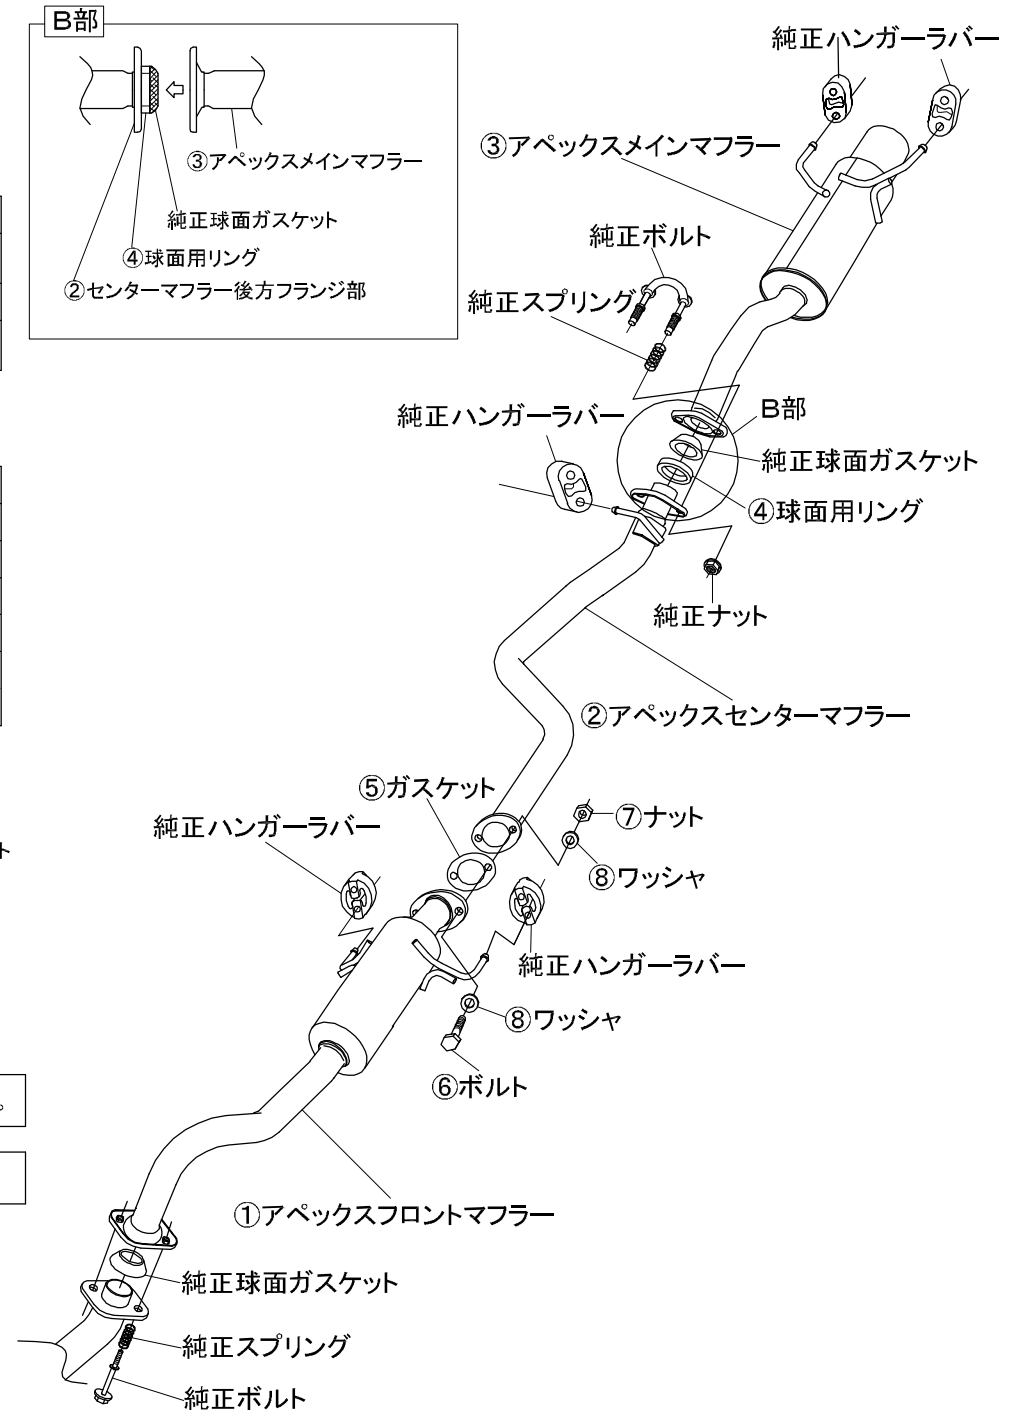 B部
③アペックスメインマフラー
純正球面ガスケット
④球面用リング
②センターマフラー後方フランジ部
純正ハンガーラバー
③アペックスメインマフラー
純正ボルト
純正スプリング
純正ハンガーラバー
B部
純正球面ガスケット
④球面用リング
純正ナット
②アペックスセンターマフラー
⑤ガスケット
⑦ナット
純正ハンガーラバー
⑧ワッシャ
ト
純正ハンガーラバー
⑧ワッシャ
⑥ボルト
。
①アペックスフロントマフラー
純正球面ガスケット
純正スプリング
純正ボルト